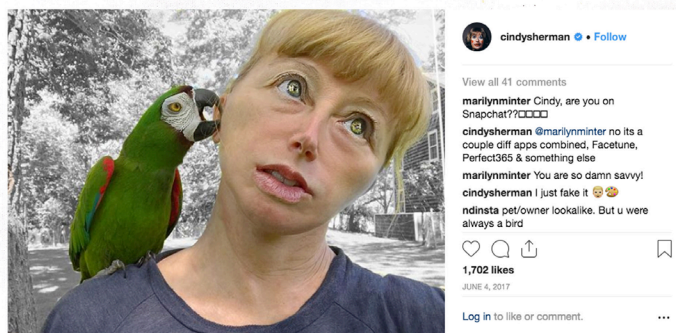 cindysherman • Follow
View all 41 comments
marilynminter Cindy, are you on
Snapchat??□□□□
cindysherman @marilynminter no its a
couple diff apps combined, Facetune,
Perfect365 & something else
marilynminter You are so damn savvy!
cindysherman I just fake it 👩🏼🎨
ndinsta pet/owner lookalike. But u were
always a bird
1,702 likes
JUNE 4, 2017
Log in to like or comment.